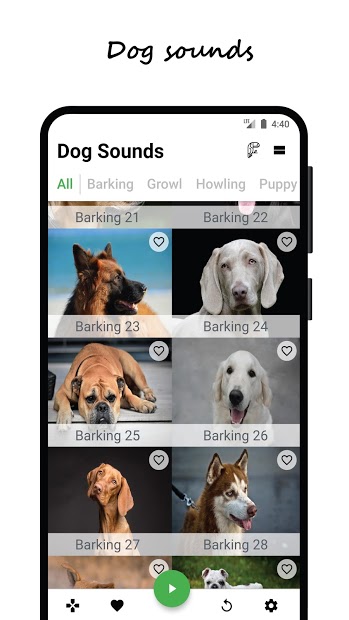 Dog sounds
LTE 4:40
Dog Sounds
All Barking Growl Howling Puppy
Barking 21 Barking 22
Barking 23 Barking 24
Barking 25 Barking 26
Barking 27 Barking 28